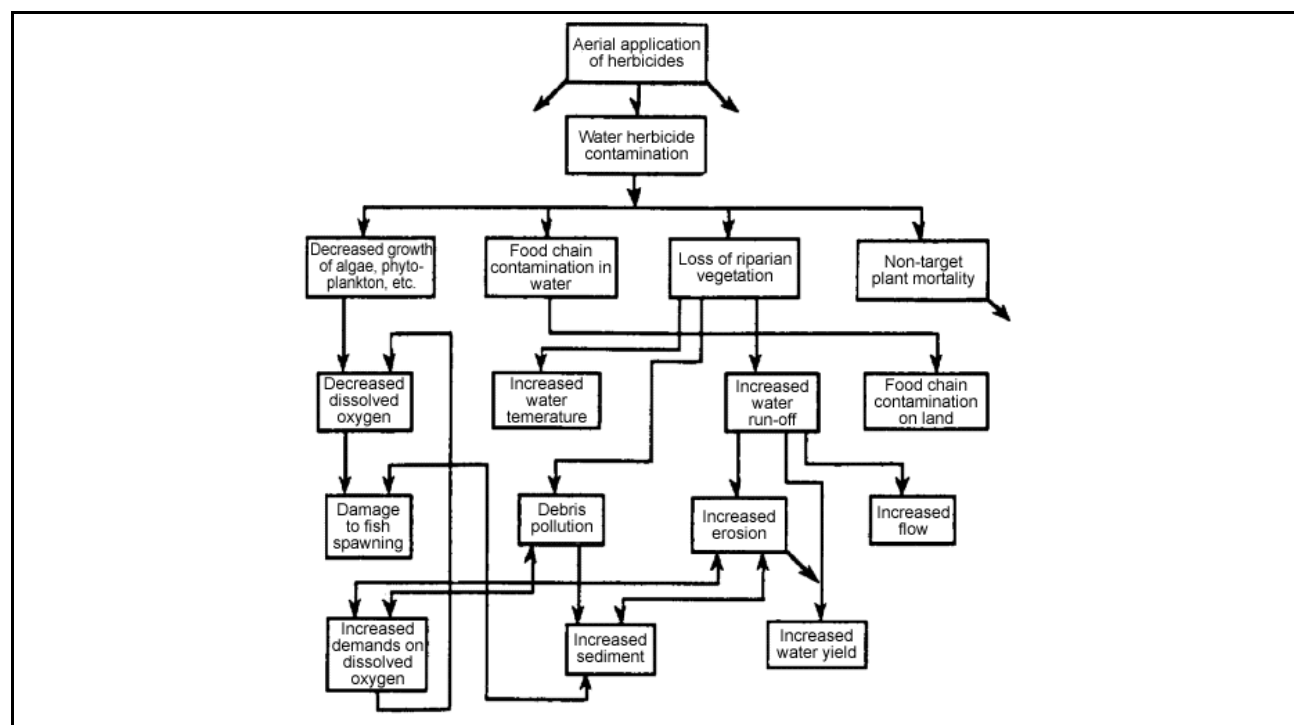 Aerial application
of herbicides
Water herbicide
contamination
Decreased growth
of algae, phyto-
plankton, etc.
Food chain
contamination in
water
Loss of riparian
vegetation
Non-target
plant mortality
Decreased
dissolved
oxygen
Increased
water
temerature
Increased
water
run-off
Food chain
contamination
on land
Damage
to fish
spawning
Debris
pollution
Increased
erosion
Increased
flow
Increased
demands on
dissolved
oxygen
Increased
sediment
Increased
water yield